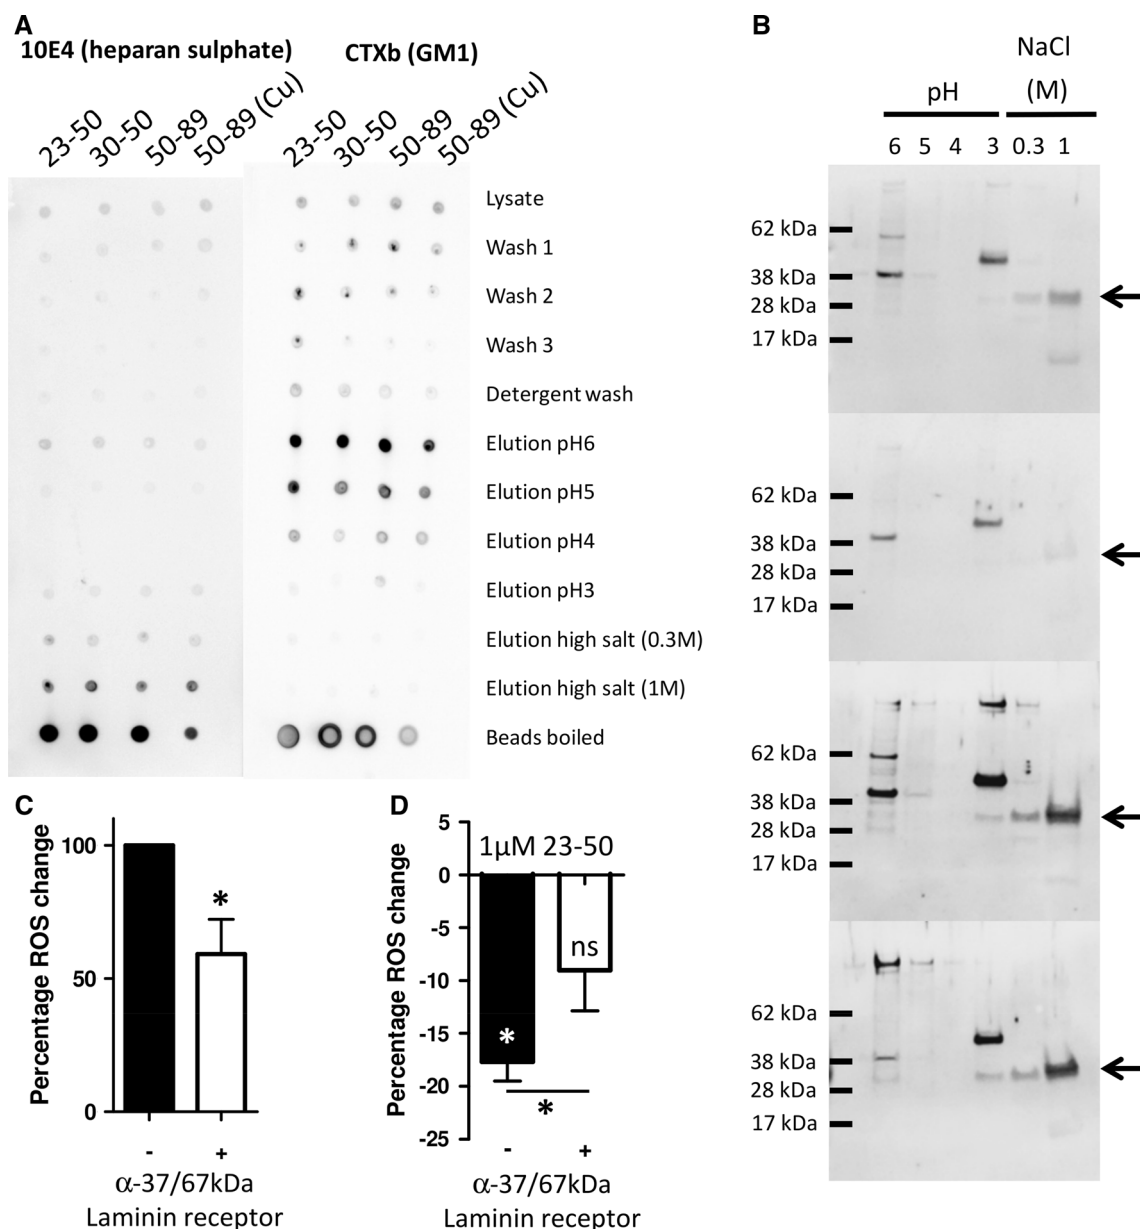 A
10E4 (heparan sulphate)
CTXb (GM1)
23-50
30-50
50-89
50-89 (Cu)
23-50
30-50
50-89
50-89 (Cu)
Lysate
Wash 1
Wash 2
Wash 3
Detergent wash
Elution pH6
Elution pH5
Elution pH4
Elution pH3
Elution high salt (0.3M)
Elution high salt (1M)
Beads boiled
B
pH
NaCl
(M)
6 5 4 3 0.3 1
62 kDa
38 kDa
28 kDa
17 kDa
62 kDa
38 kDa
28 kDa
17 kDa
62 kDa
38 kDa
28 kDa
17 kDa
62 kDa
38 kDa
28 kDa
17 kDa
C
Percentage ROS change
100
50
0
*
- +
α-37/67kDa
Laminin receptor
D
Percentage ROS change
5
0
-5
-10
-15
-20
-25
1μM 23-50
ns
*
*
- +
α-37/67kDa
Laminin receptor